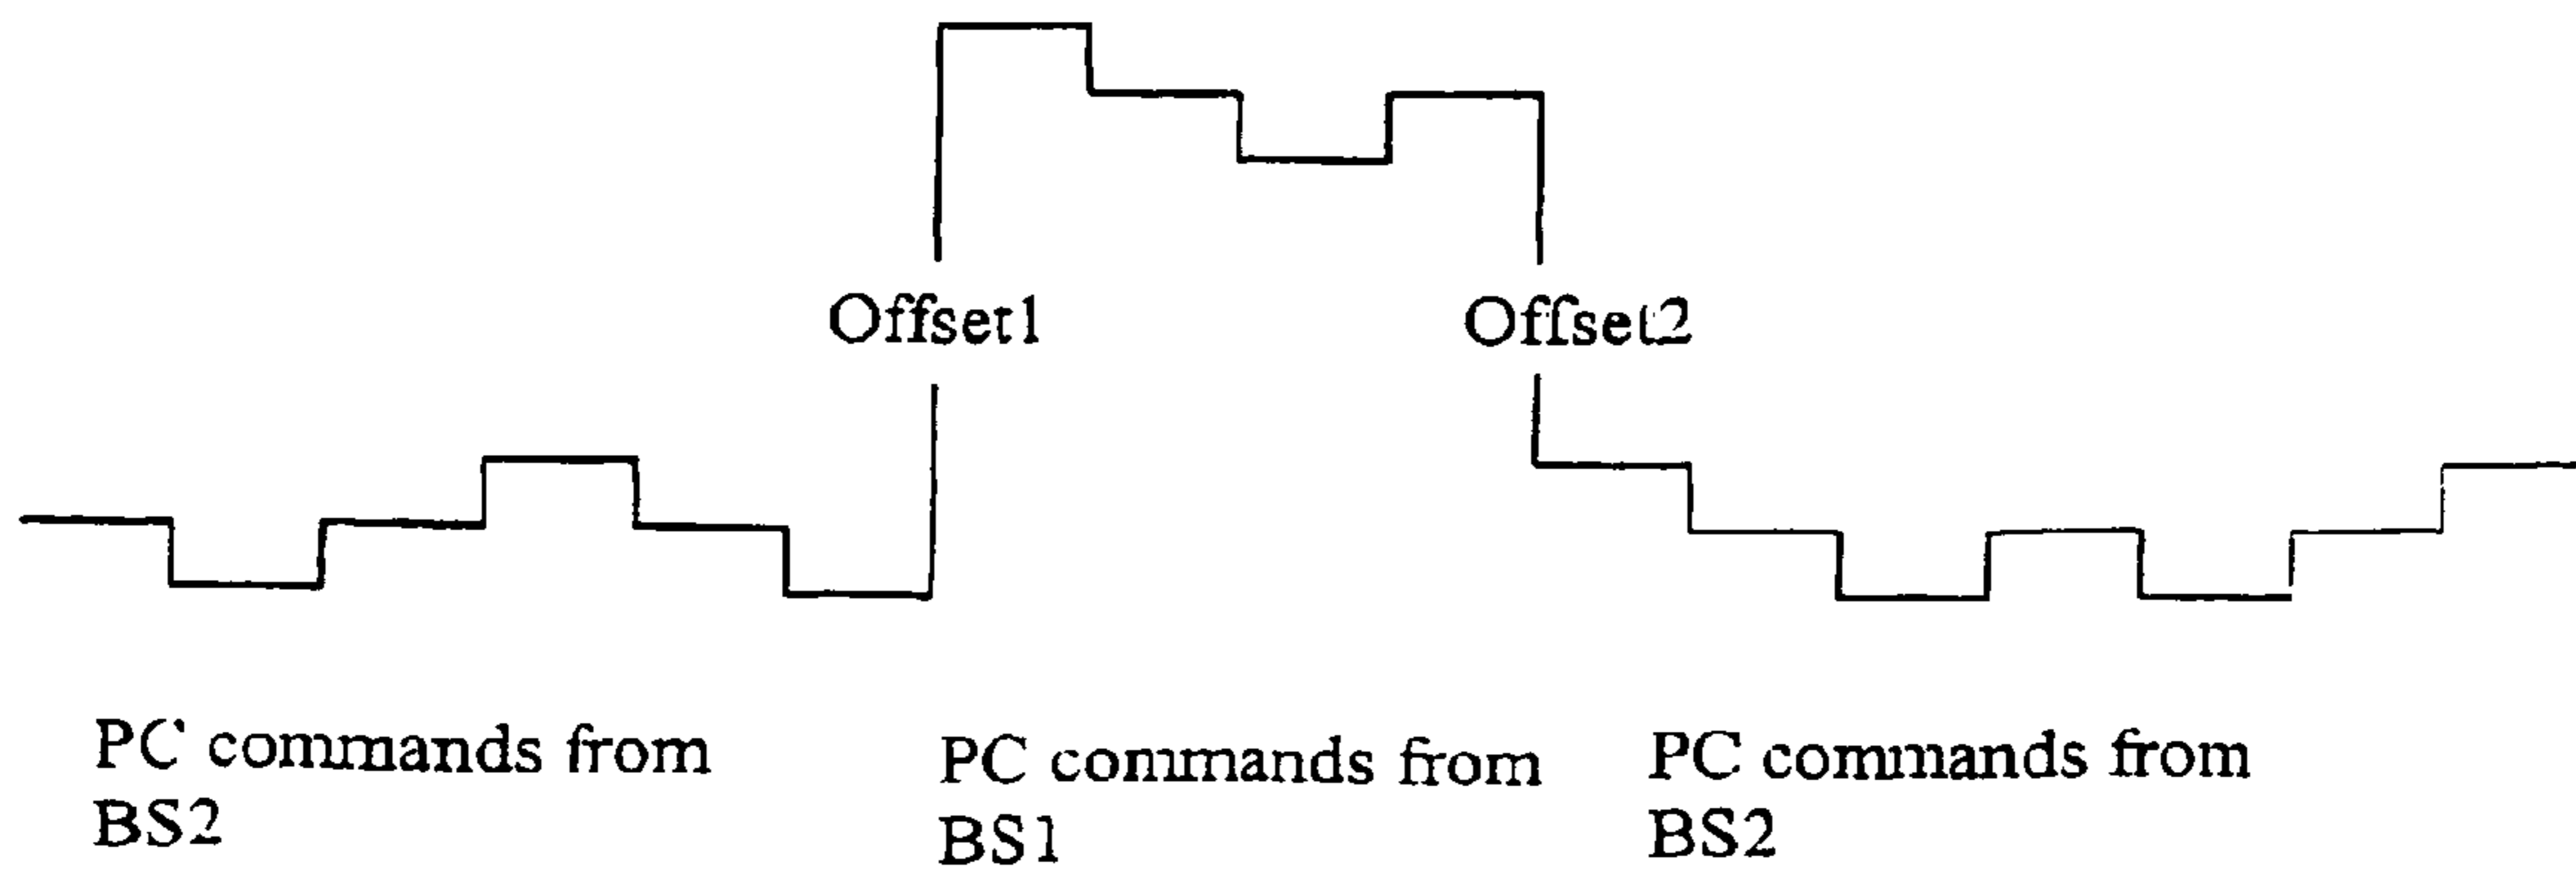 Offset1
Offset2
PC commands from
BS2
PC commands from
BS1
PC commands from
BS2